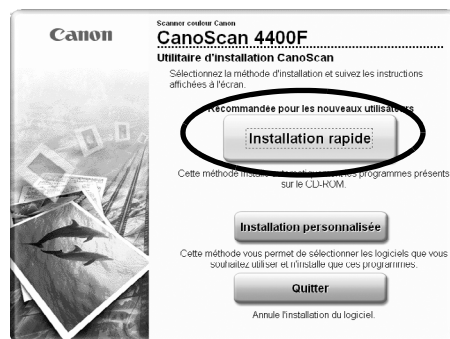 Canon
Scanner couleur Canon
CanoScan 4400F
Utilitaire d'installation CanoScan
Sélectionnez la méthode d'installation et suivez les instructions
affichées à l'écran.
Recommandée pour les nouveaux utilisateurs
Installation rapide
Cette méthode programmes présents
sur le CD-ROM.
Installation personnalisée
Cette méthode vous permet de sélectionner les logiciels que vous
souhaitez utiliser et n'installe que ces programmes.
Quitter
Annule l'installation du logiciel.